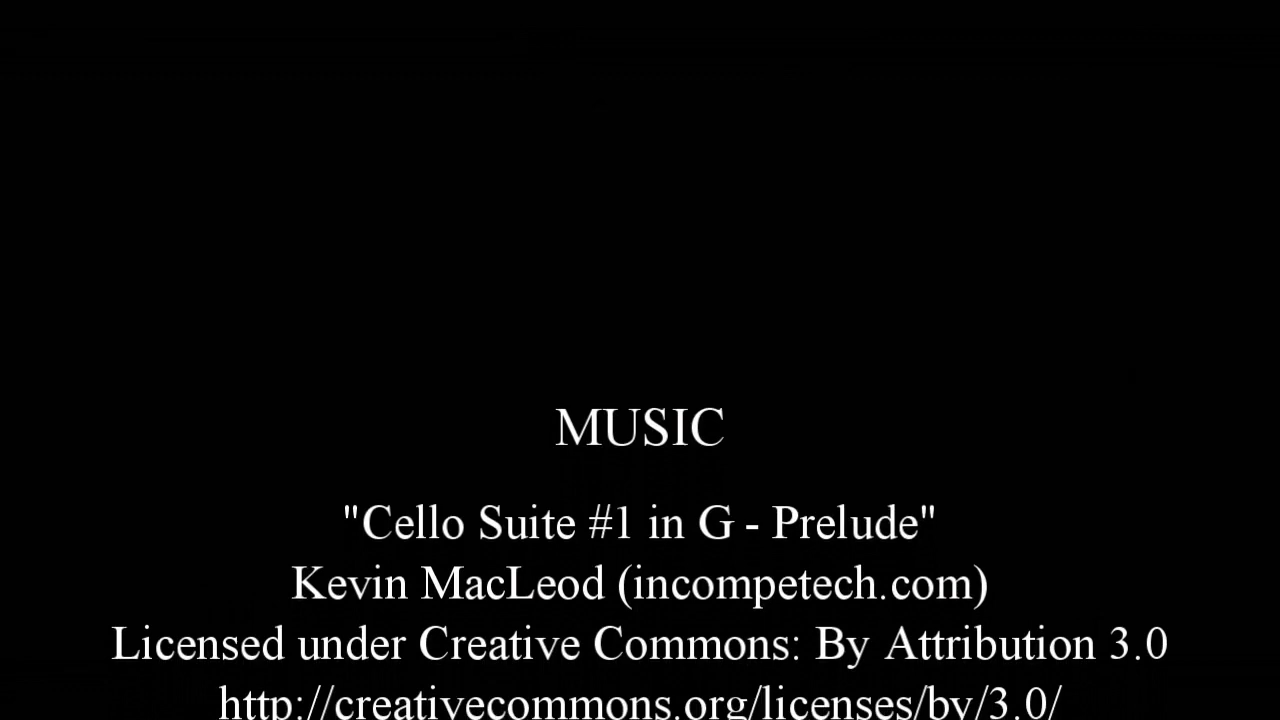 MUSIC
"Cello Suite #1 in G - Prelude"
Kevin MacLeod (incompetech.com)
Licensed under Creative Commons: By Attribution 3.0
http://creativecommons.org/licenses/by/3.0/